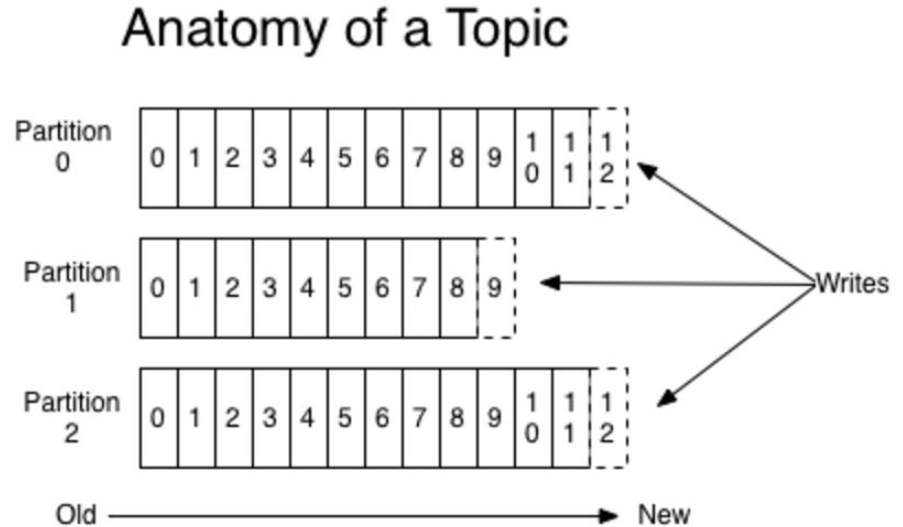 Anatomy of a Topic
Partition
0
0 1 2 3 4 5 6 7 8 9 10 11 12
Partition
1
0 1 2 3 4 5 6 7 8 9
Writes
Partition
2
0 1 2 3 4 5 6 7 8 9 10 11 12
Old New